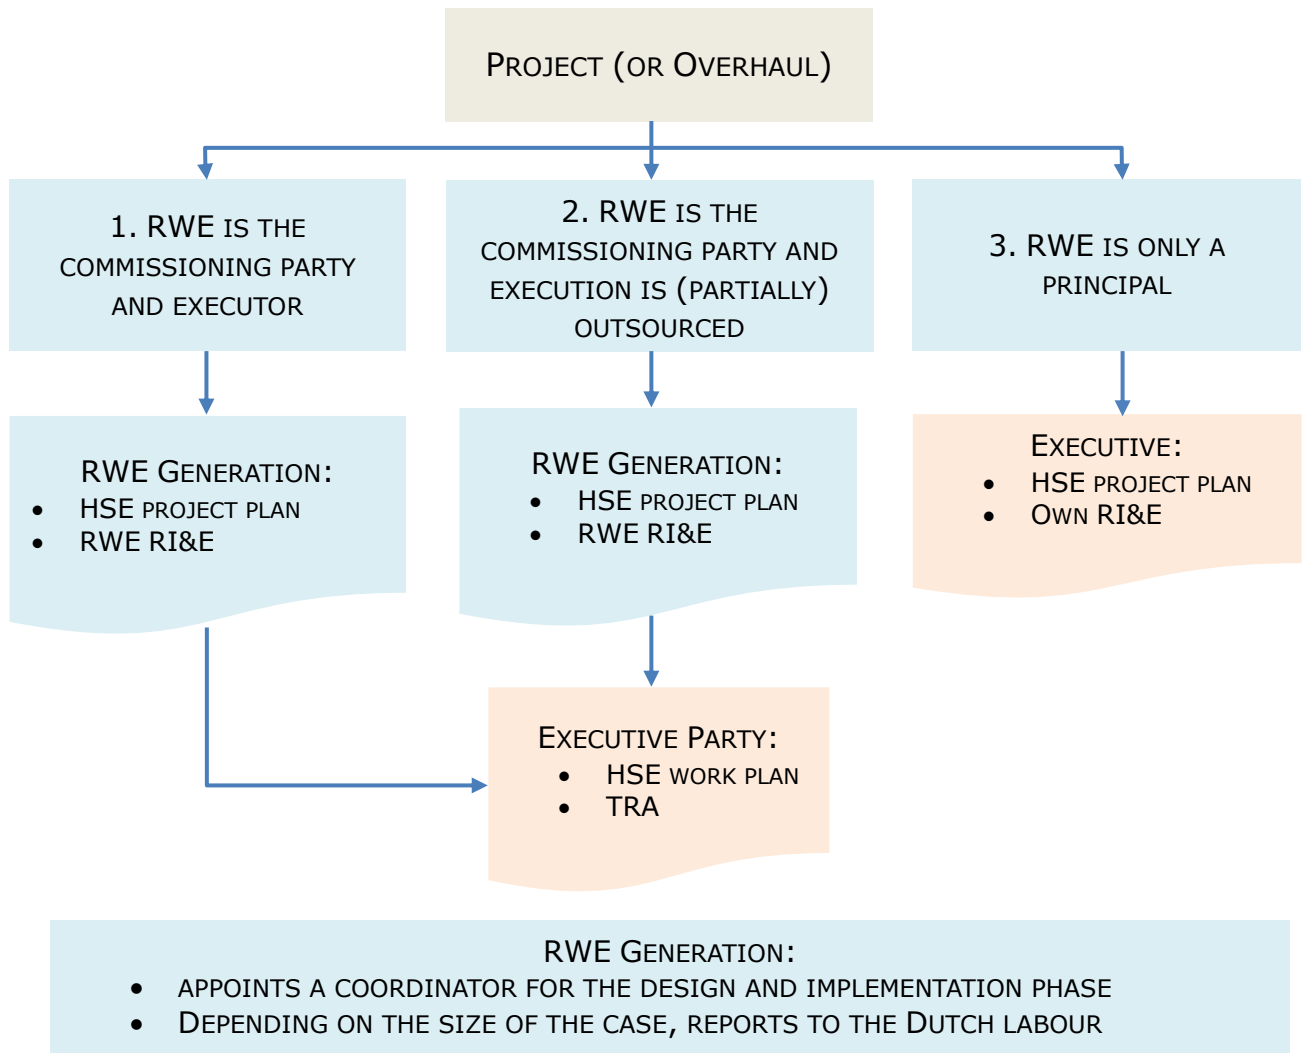 Project (or Overhaul)
1. RWE is the
commissioning party
and executor
2. RWE is the
commissioning party and
execution is (partially)
outsourced
3. RWE is only a
principal
RWE Generation:
• HSE project plan
• RWE RI&E
RWE Generation:
• HSE project plan
• RWE RI&E
Executive:
• HSE project plan
• Own RI&E
Executive Party:
• HSE work plan
• TRA
RWE Generation:
• appoints a coordinator for the design and implementation phase
• Depending on the size of the case, reports to the Dutch labour